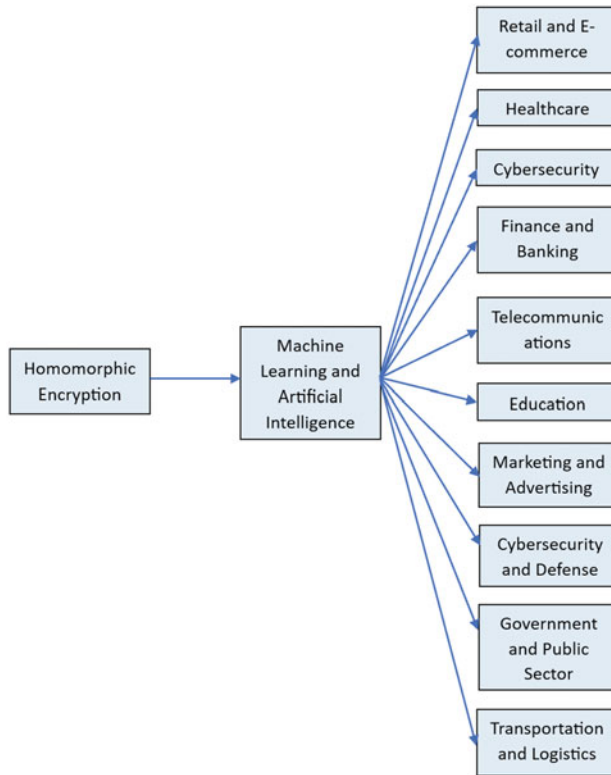 Retail and E-
commerce
Healthcare
Cybersecurity
Finance and
Banking
Telecommunic
ations
Homomorphic
Encryption
Machine
Learning and
Artificial
Intelligence
Education
Marketing and
Advertising
Cybersecurity
and Defense
Government
and Public
Sector
Transportation
and Logistics